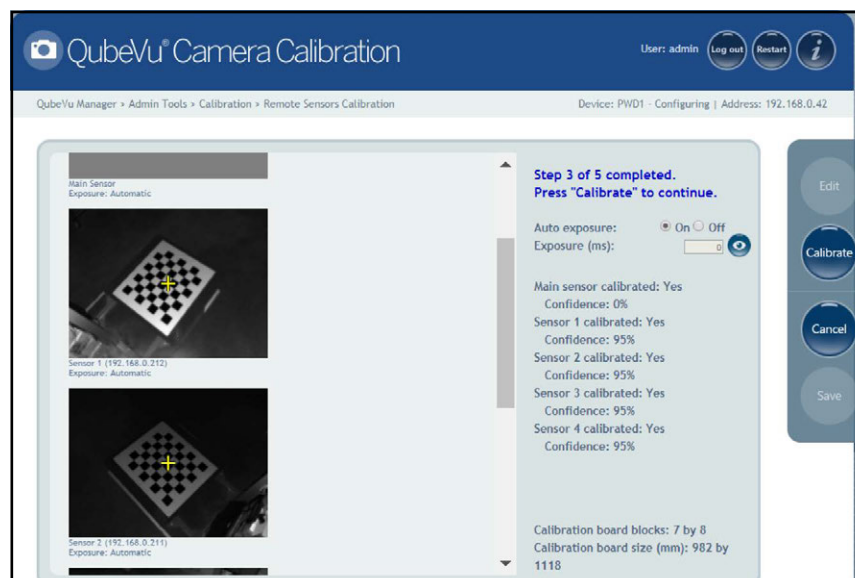 QubeVu® Camera Calibration
User: admin
Log out
Restart
i
QubeVu Manager » Admin Tools » Calibration » Remote Sensors Calibration
Device: PWD1 - Configuring | Address: 192.168.0.42
Main Sensor
Exposure: Automatic
Sensor 1 (192.168.0.212)
Exposure: Automatic
Sensor 2 (192.168.0.211)
Exposure: Automatic
Step 3 of 5 completed.
Press "Calibrate" to continue.
Auto exposure: On Off
Exposure (ms): 0
Main sensor calibrated: Yes
Confidence: 0%
Sensor 1 calibrated: Yes
Confidence: 95%
Sensor 2 calibrated: Yes
Confidence: 95%
Sensor 3 calibrated: Yes
Confidence: 95%
Sensor 4 calibrated: Yes
Confidence: 95%
Calibration board blocks: 7 by 8
Calibration board size (mm): 982 by
1118
Edit
Calibrate
Cancel
Save